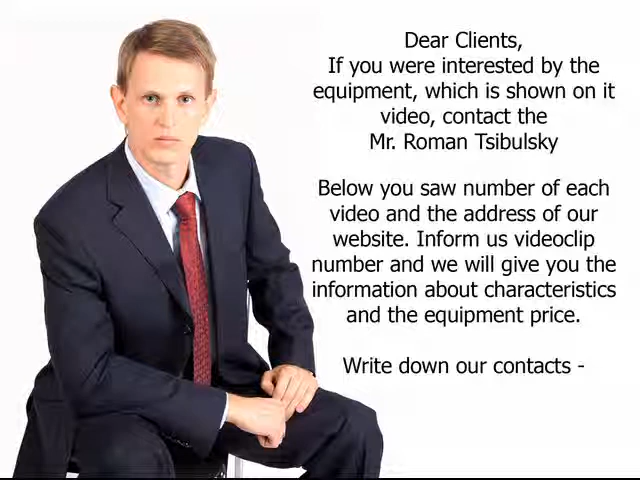 Dear Clients,
If you were interested by the
equipment, which is shown on it
video, contact the
Mr. Roman Tsibulsky
Below you saw number of each
video and the address of our
website. Inform us videoclip
number and we will give you the
information about characteristics
and the equipment price.
Write down our contacts -